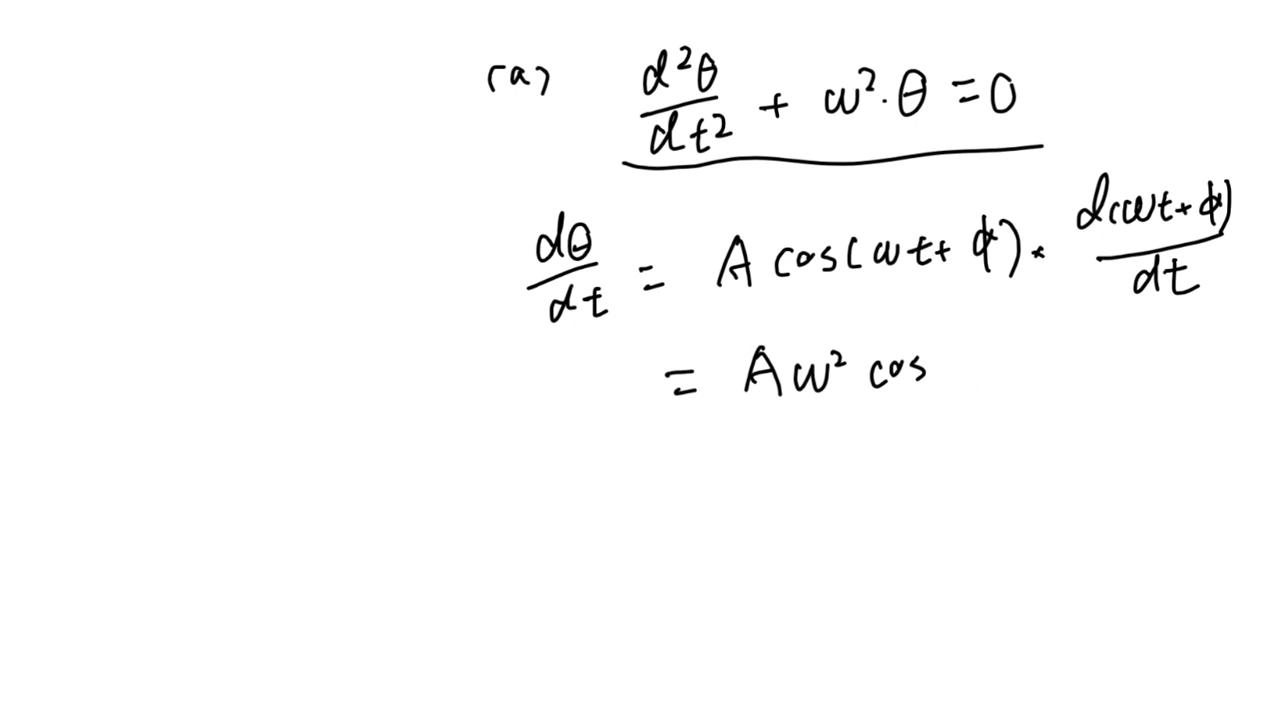 (a) d²θ/dt² + ω²·θ = 0
dθ/dt = A cos(ωt + ϕ) · d(ωt + ϕ)/dt
= Aω² cos